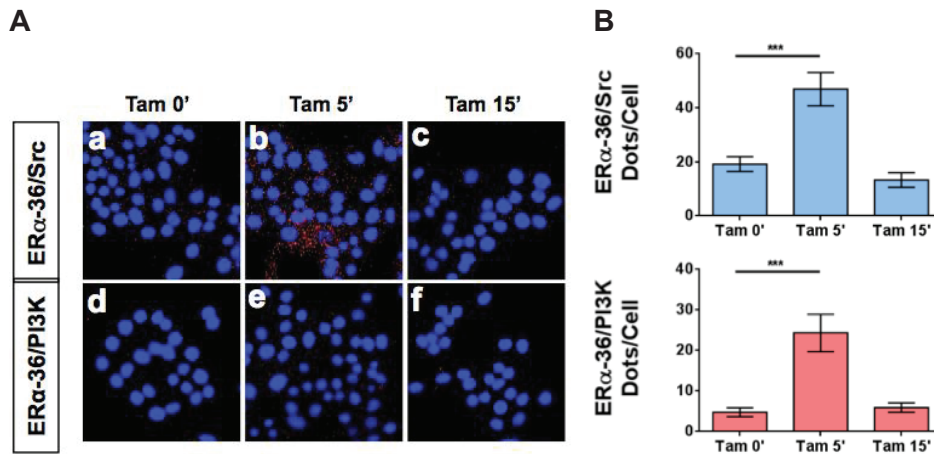 A
Tam 0' Tam 5' Tam 15'
ERα-36/Src
a b c
ERα-36/PI3K
d e f
B
ERα-36/Src
Dots/Cell
60
40
20
0
***
Tam 0' Tam 5' Tam 15'
ERα-36/PI3K
Dots/Cell
40
30
20
10
0
***
Tam 0' Tam 5' Tam 15'